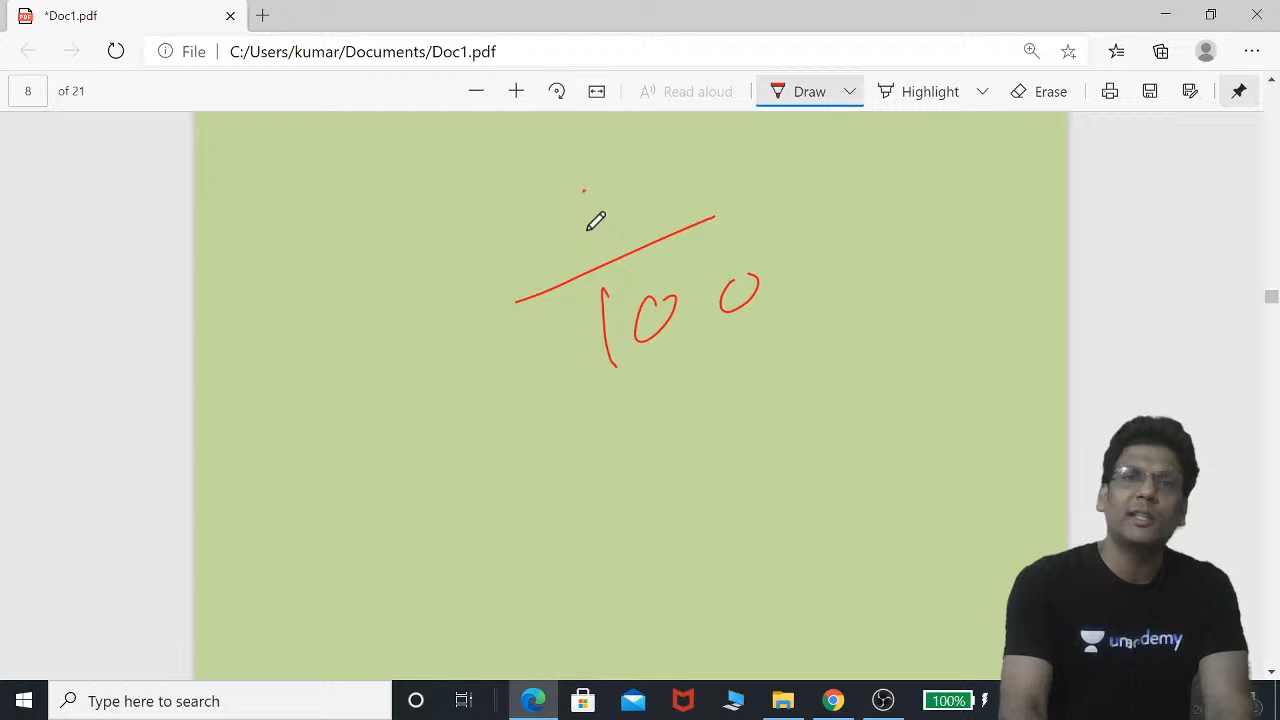 *Doc1.pdf
File C:/Users/kumar/Documents/Doc1.pdf
8 of 21 Read aloud Draw Highlight Erase
100
unacademy
Type here to search 100%